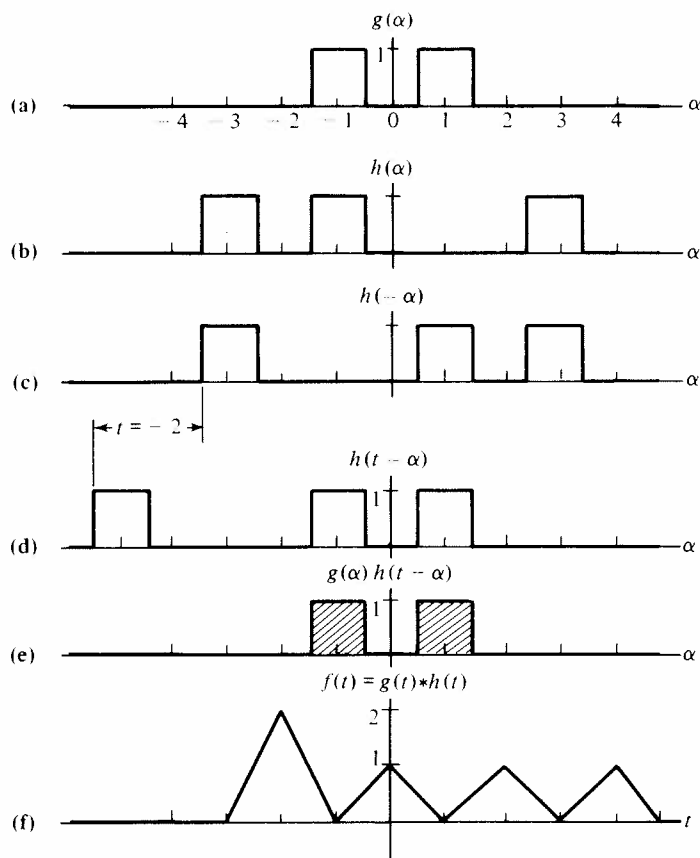 g(α)
1
(a)
α
−4 −3 −2 −1 0 1 2 3 4
h(α)
(b)
α
h(−α)
(c)
α
t = −2
h(t − α)
1
(d)
α
g(α) h(t − α)
1
(e)
α
f(t) = g(t)*h(t)
2
1
(f)
t